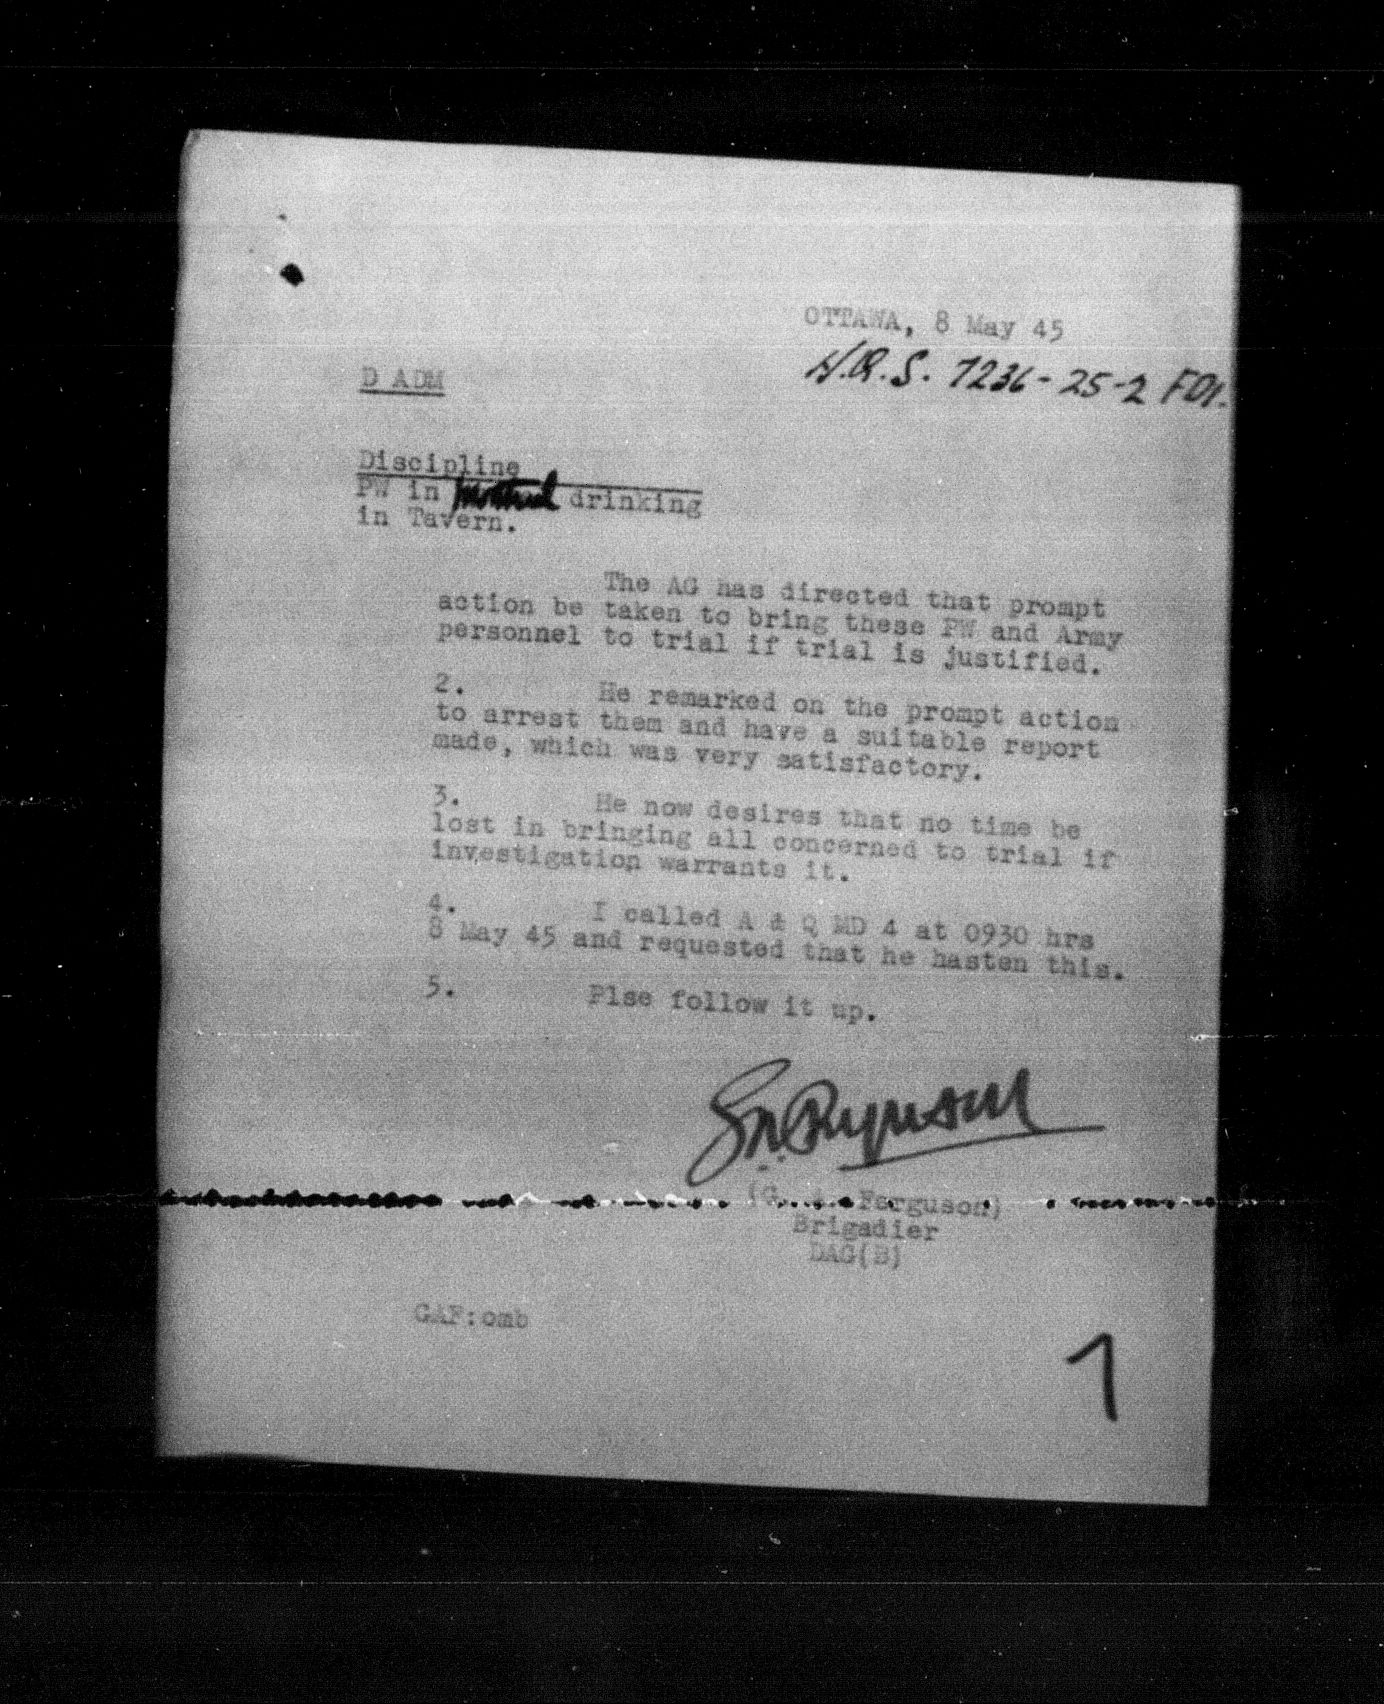 OTTAWA, 8 May 45
H.Q.S. 7236-25-2 FD1.
D ADM
Discipline
PW in Montreal drinking
in Tavern.
The AG has directed that prompt
action be taken to bring these PW and Army
personnel to trial if trial is justified.
2. He remarked on the prompt action
to arrest them and have a suitable report
made, which was very satisfactory.
3. He now desires that no time be
lost in bringing all concerned to trial if
investigation warrants it.
4. I called A & Q MD 4 at 0930 hrs
8 May 45 and requested that he hasten this.
5. Plse follow it up.
(G. Ferguson)
Brigadier
DAG(B)
GAF:omb
1